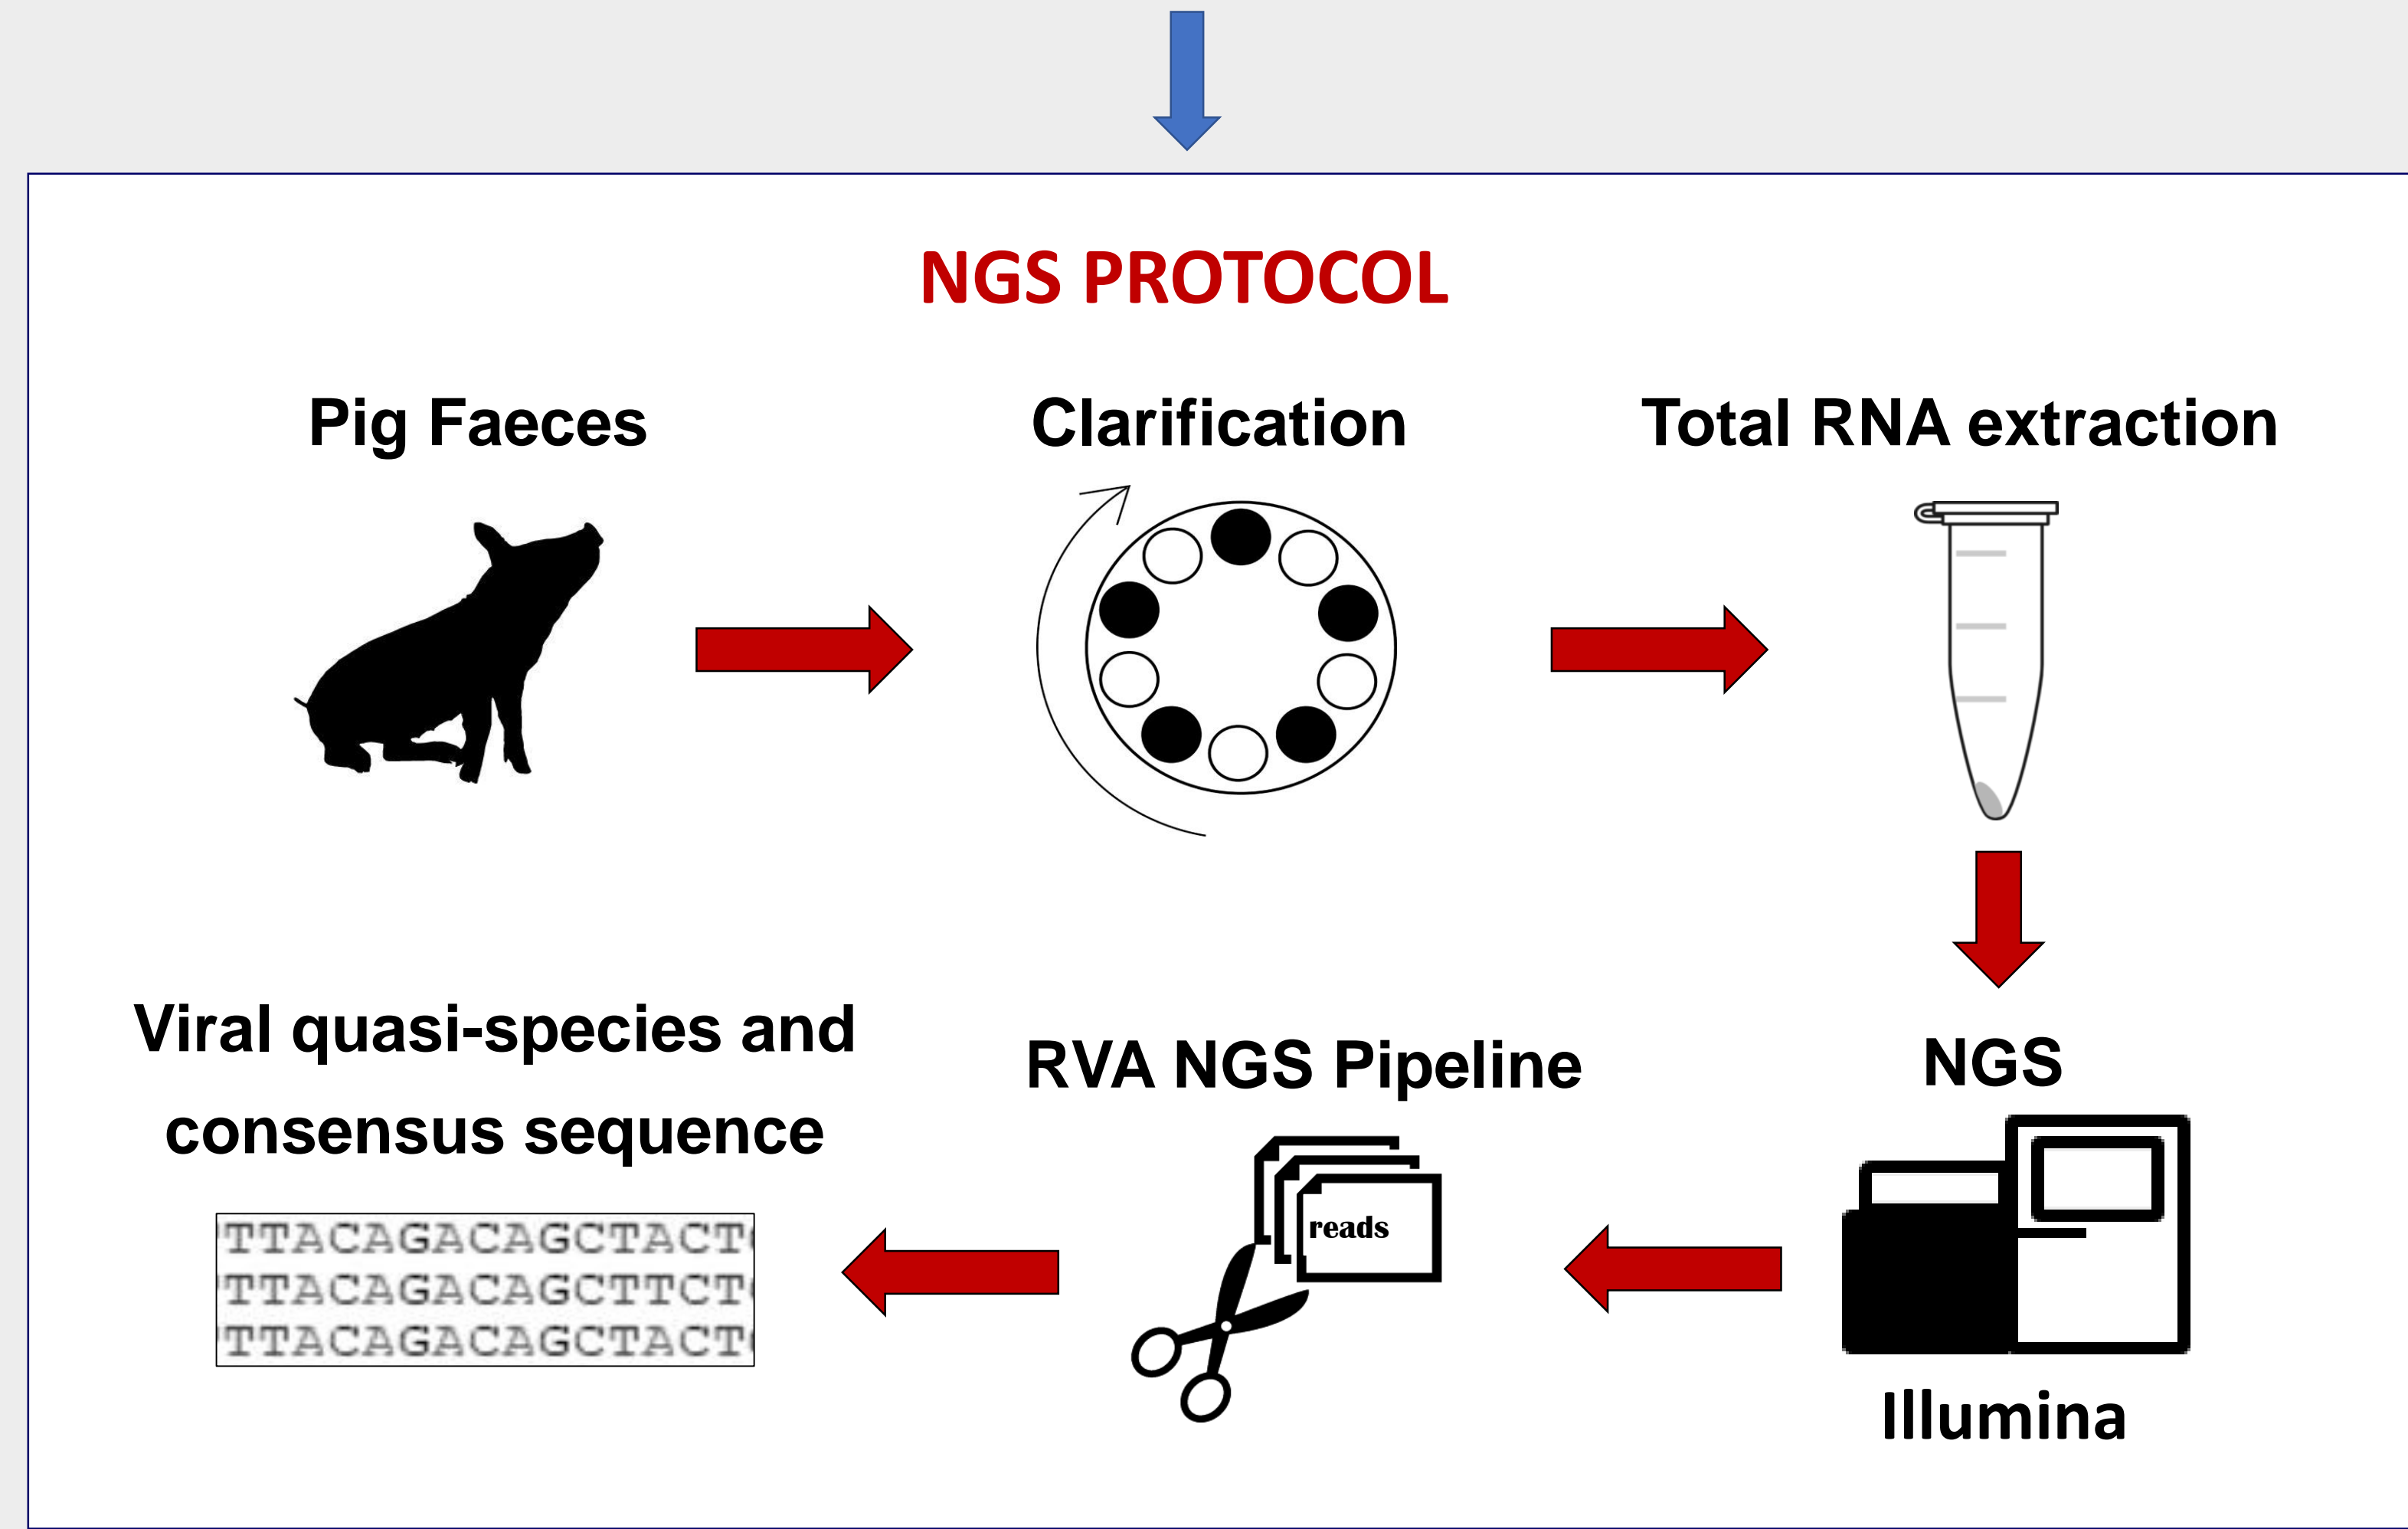 NGS PROTOCOL
Pig Faeces
Clarification
Total RNA extraction
Viral quasi-species and
consensus sequence
RVA NGS Pipeline
NGS
reads
TTACAGACAGCTACT
TTACAGACAGCTTCT
TTACAGACAGCTACT
Illumina